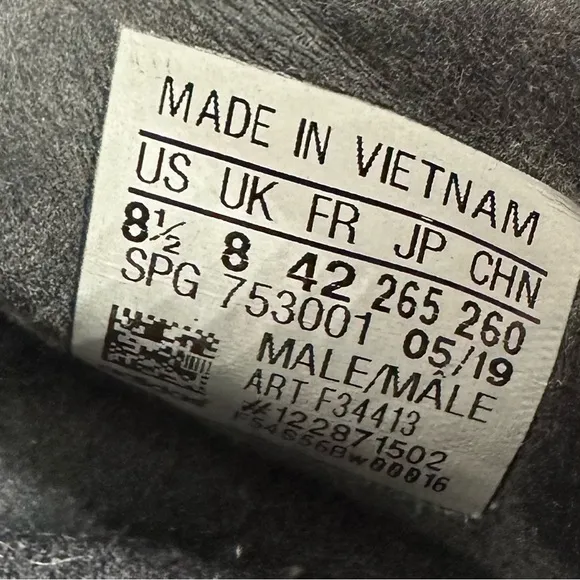 MADE IN VIETNAM
US UK FR JP CHN
8½ 8 42 265 260
SPG 753001 05/19
MALE/MÂLE
ART F34413
#122871502